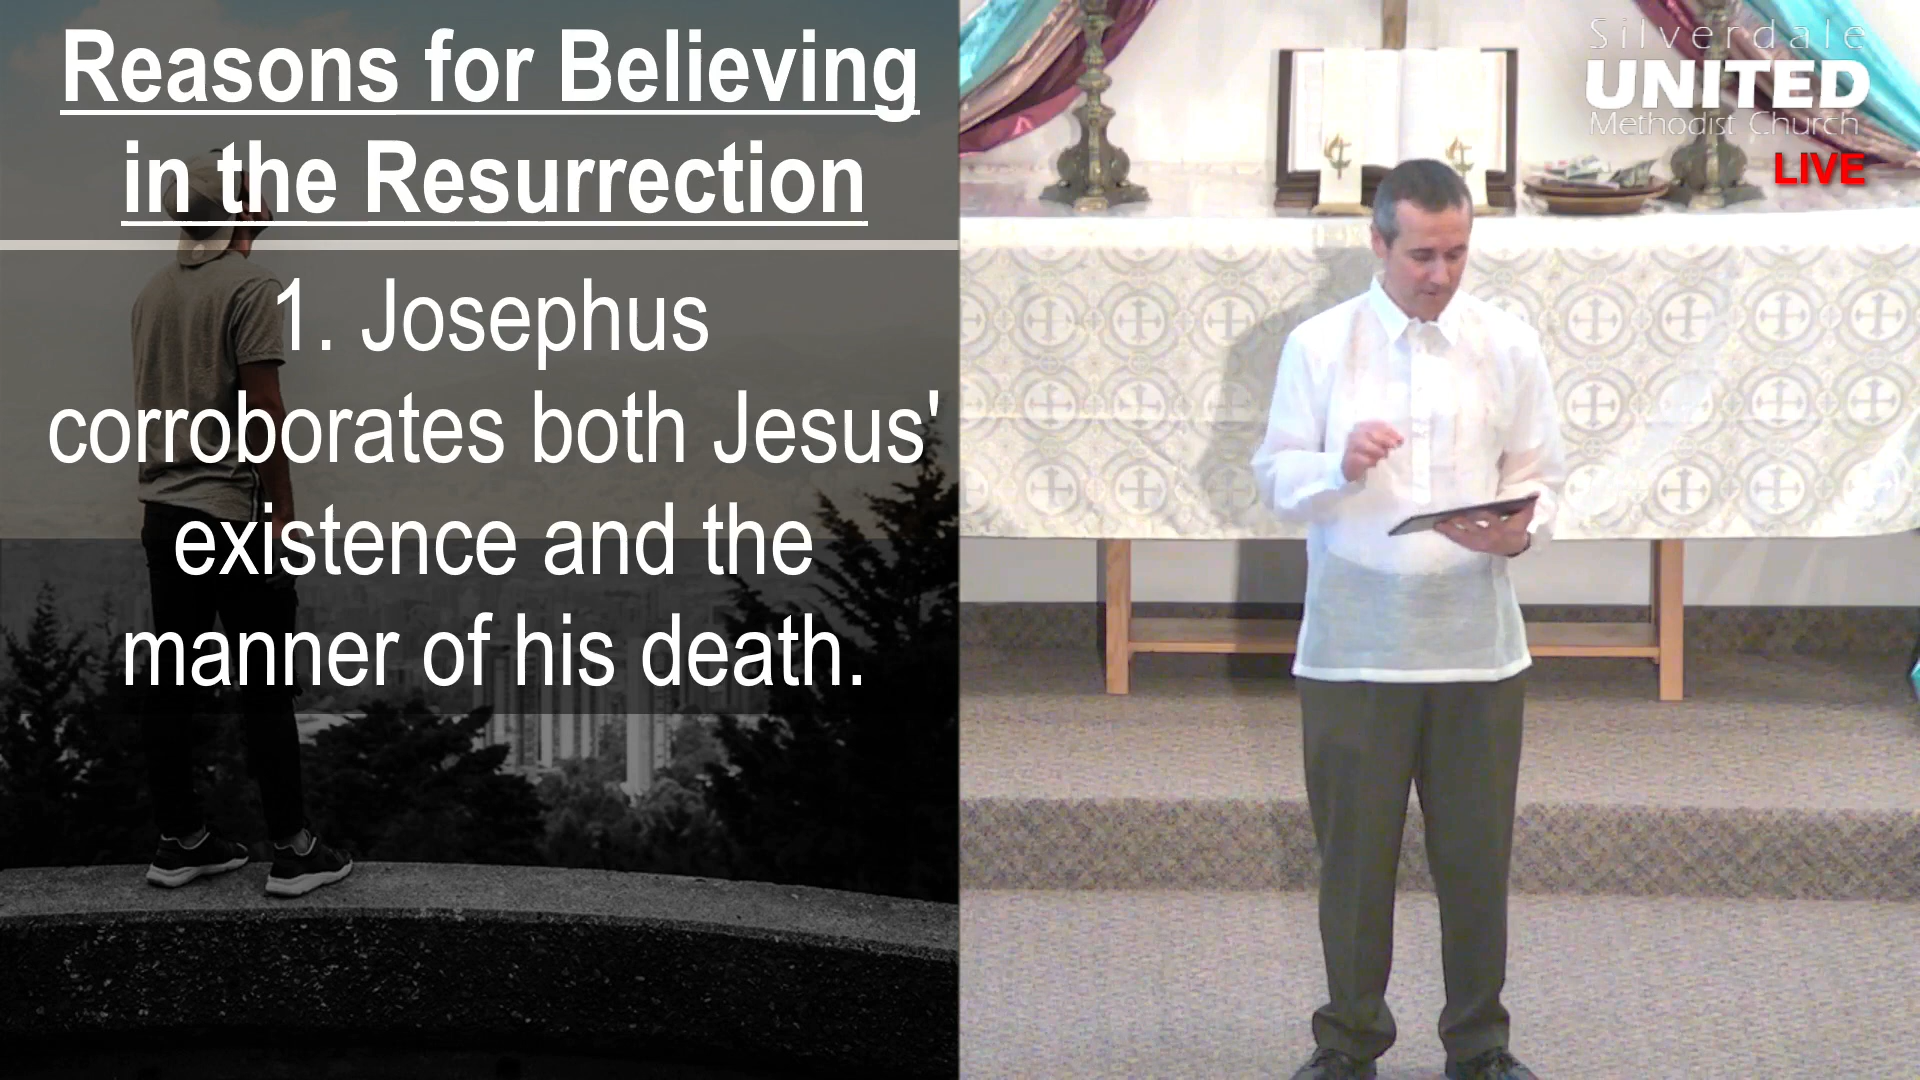 Reasons for Believing
in the Resurrection
1. Josephus
corroborates both Jesus'
existence and the
manner of his death.
Silverdale
UNITED
Methodist Church
LIVE